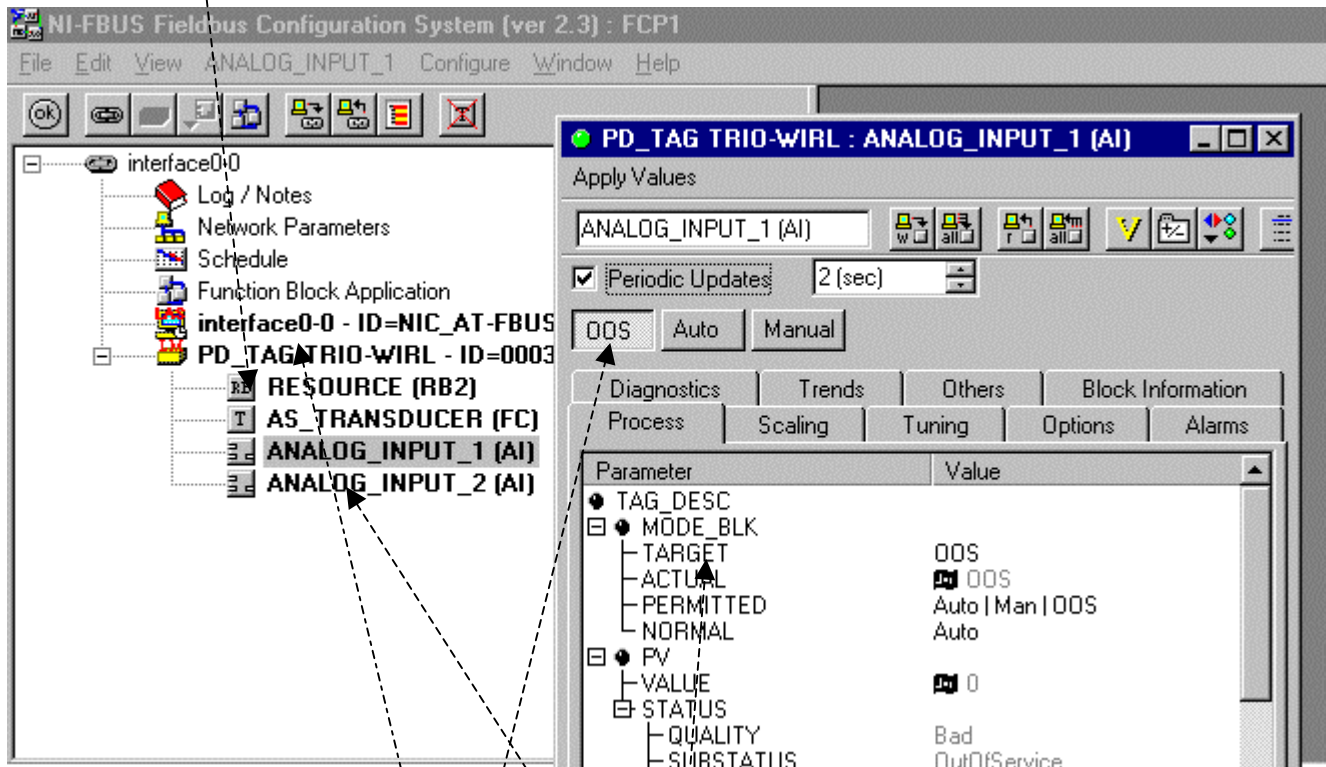 NI-FBUS Fieldbus Configuration System (ver 2.3) : FCP1
File Edit View ANALOG_INPUT_1 Configure Window Help
OK
interface0-0
Log / Notes
Network Parameters
Schedule
Function Block Application
interface0-0 - ID=NIC_AT-FBUS
PD_TAG TRIO-WIRL - ID=0003
RB RESOURCE (RB2)
T AS_TRANSDUCER (FC)
ANALOG_INPUT_1 (AI)
ANALOG_INPUT_2 (AI)
PD_TAG TRIO-WIRL : ANALOG_INPUT_1 (AI)
Apply Values
ANALOG_INPUT_1 (AI) w all r all
Periodic Updates 2 (sec)
OOS Auto Manual
Diagnostics Trends Others Block Information
Process Scaling Tuning Options Alarms
Parameter Value
TAG_DESC
MODE_BLK
TARGET OOS
ACTUAL OOS
PERMITTED Auto | Man | OOS
NORMAL Auto
PV
VALUE 0
STATUS
QUALITY Bad
SUBSTATUS OutOfService